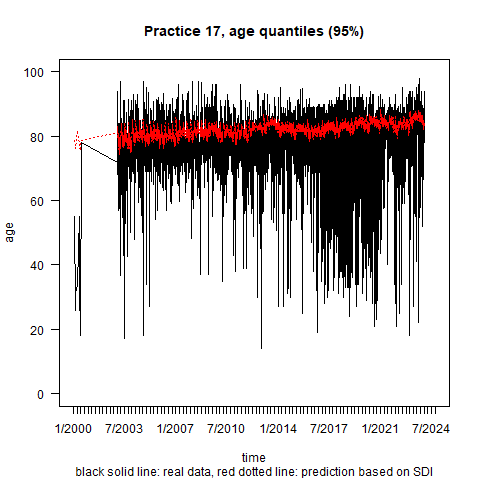 Practice 17, age quantiles (95%)
100
80
60
40
20
0
age
1/2000 7/2003 1/2007 7/2010 1/2014 7/2017 1/2021 7/2024
time
black solid line: real data, red dotted line: prediction based on SDI